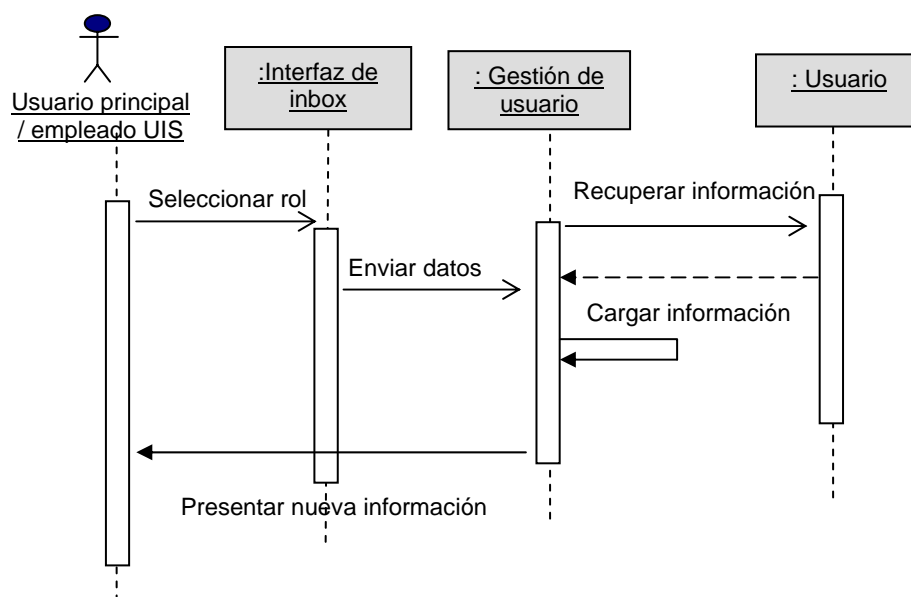 Usuario principal
/ empleado UIS
:Interfaz de
inbox
: Gestión de
usuario
: Usuario
Seleccionar rol
Recuperar información
Enviar datos
Cargar información
Presentar nueva información